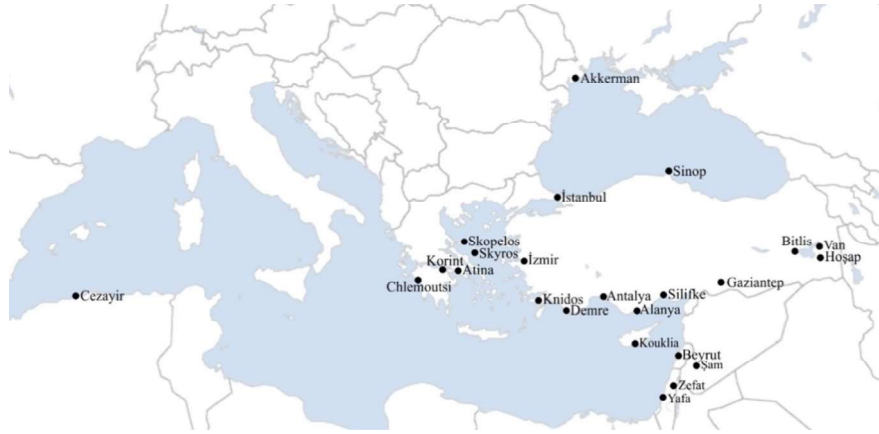 Akkerman
Sinop
İstanbul
Skopelos
Bitlis
Van
Skyros
Hoşap
Korint
İzmir
Atina
Chlemoutsi
Gaziantep
Cezayir
Knidos
Antalya
Silifke
Demre
Alanya
Kouklia
Beyrut
Şam
Zefat
Yafa